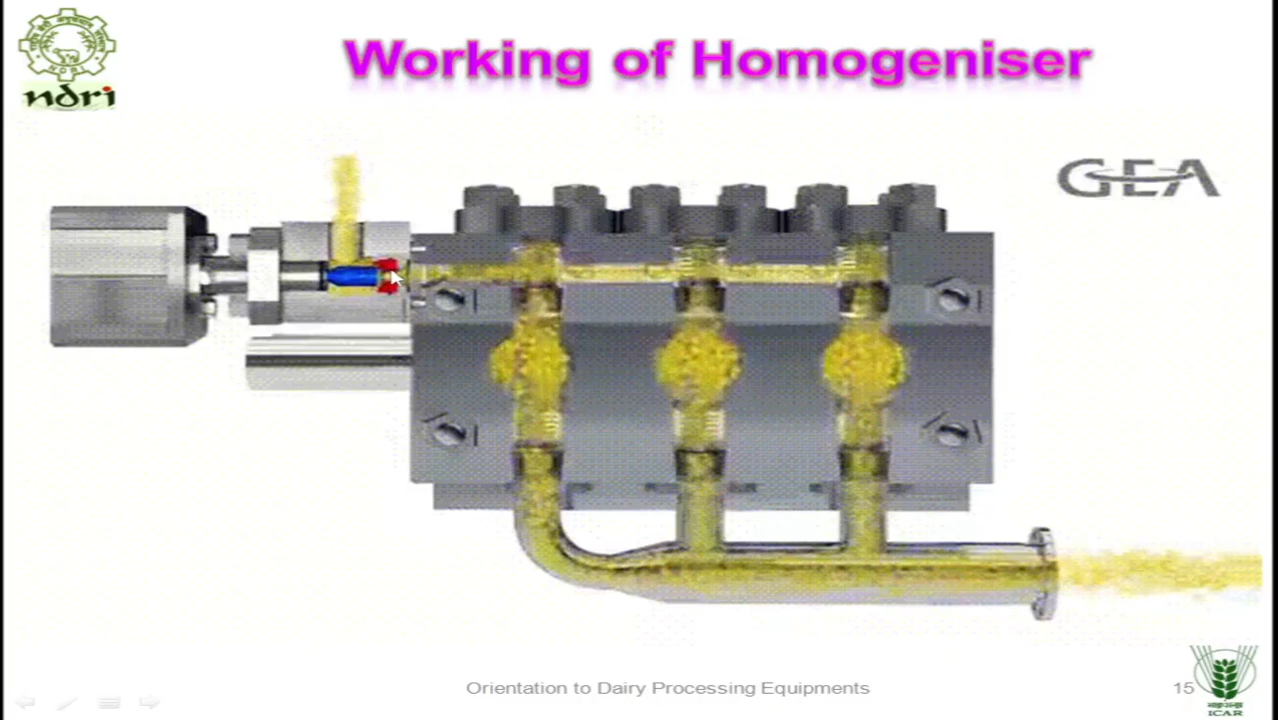 Working of Homogeniser
ndri
GEA
Orientation to Dairy Processing Equipments
15
ICAR